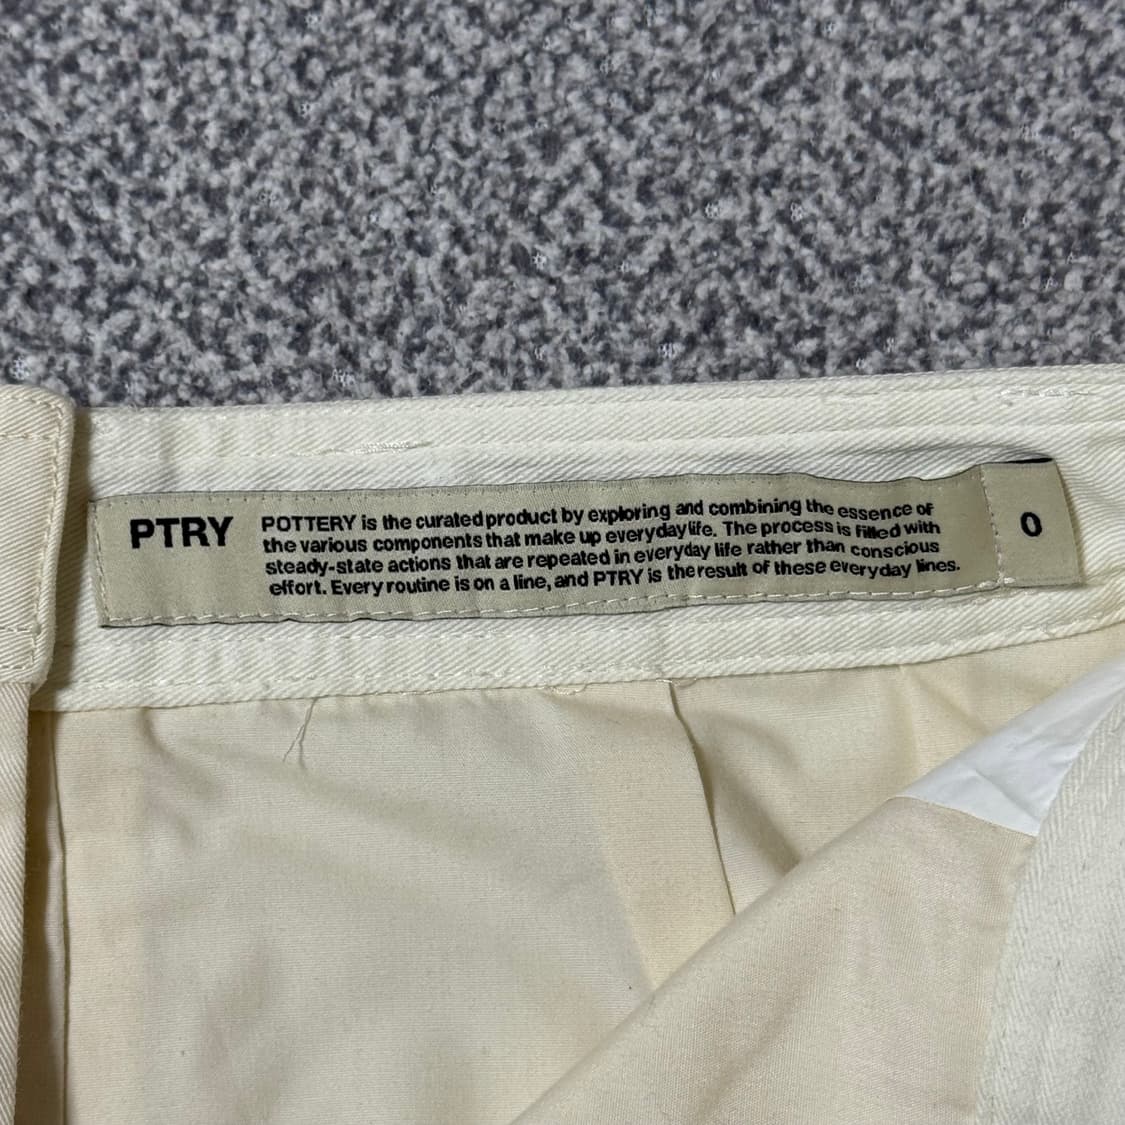 PTRY
POTTERY is the curated product by exploring and combining the essence of
the various components that make up everyday life. The process is filled with
steady-state actions that are repeated in everyday life rather than conscious
effort. Every routine is on a line, and PTRY is the result of these everyday lines.
0